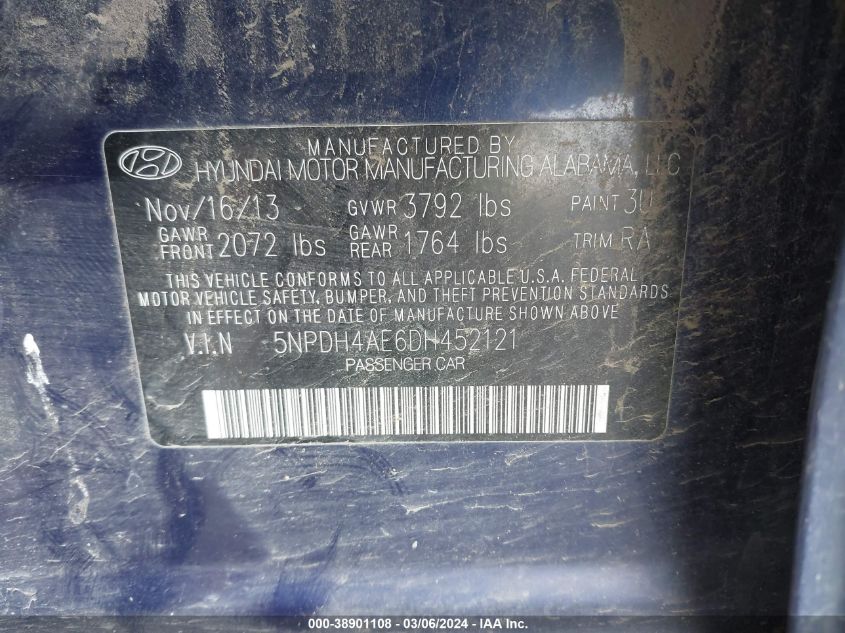 MANUFACTURED BY
HYUNDAI MOTOR MANUFACTURING ALABAMA, LLC
Nov/16/13 GVWR 3792 lbs PAINT 3U
GAWR FRONT 2072 lbs GAWR REAR 1764 lbs TRIM RA
THIS VEHICLE CONFORMS TO ALL APPLICABLE U.S.A. FEDERAL
MOTOR VEHICLE SAFETY, BUMPER, AND THEFT PREVENTION STANDARDS
IN EFFECT ON THE DATE OF MANUFACTURE SHOWN ABOVE
V.I.N 5NPDH4AE6DH452121
PASSENGER CAR
000-38901108 - 03/06/2024 - IAA Inc.